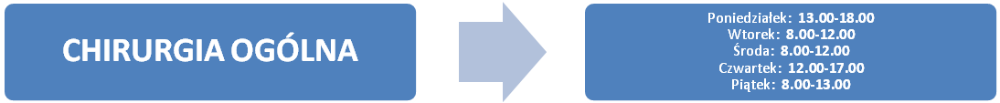 CHIRURGIA OGÓLNA
Poniedziałek: 13.00-18.00
Wtorek: 8.00-12.00
Środa: 8.00-12.00
Czwartek: 12.00-17.00
Piątek: 8.00-13.00